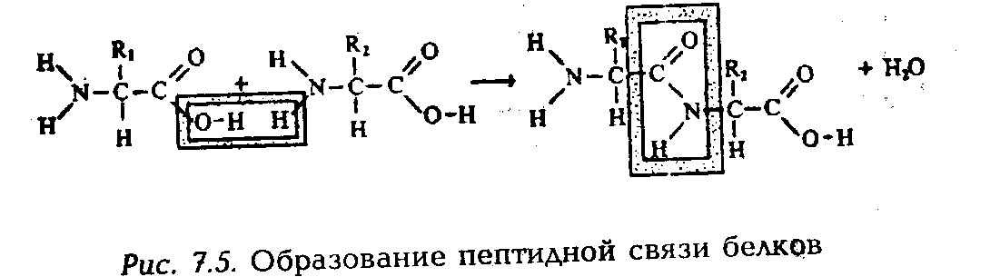 H R₁ O H R₂ O H R₁ O R₂ O
N-C-C + N-C-C → N-C-C + H₂O
H H O-H H H O-H H H N-C-C
H H O-H
Рис. 7.5. Образование пептидной связи белков